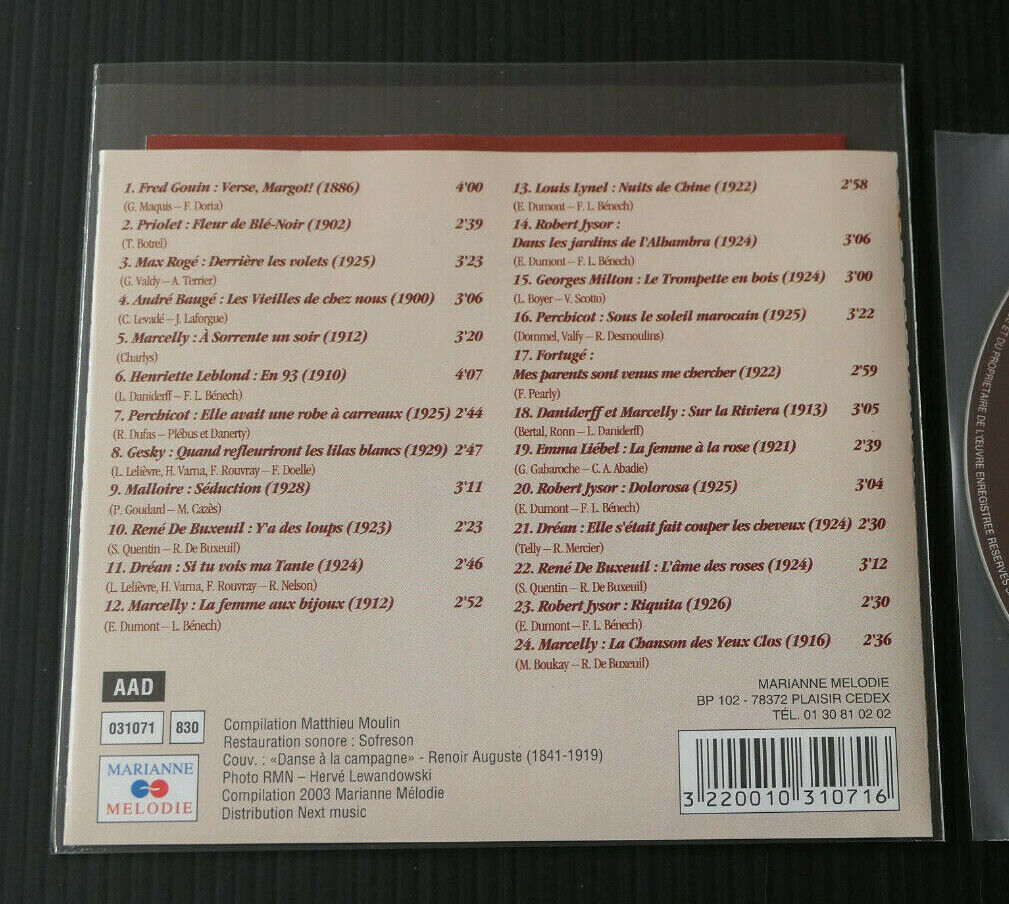 1. Fred Gouin : Verse, Margot! (1886) 4'00
(G. Maquis – F. Doria)
2. Priolet : Fleur de Blé-Noir (1902) 2'39
(T. Botrel)
3. Max Rogé : Derrière les volets (1925) 3'23
(G. Valdy – A. Terrier)
4. André Baugé : Les Vieilles de chez nous (1900) 3'06
(C. Levadé – J. Laforgue)
5. Marcelly : À Sorrente un soir (1912) 3'20
(Charlys)
6. Henriette Leblond : En 93 (1910) 4'07
(L. Daniderff – F. L. Bénech)
7. Perchicot : Elle avait une robe à carreaux (1925) 2'44
(R. Dufas – Plébus et Danerty)
8. Gesky : Quand refleuriront les lilas blancs (1929) 2'47
(L. Lelièvre, H. Varna, F. Rouvray – F. Doelle)
9. Malloire : Séduction (1928) 3'11
(P. Goudard – M. Cazès)
10. René De Buxeuil : Y'a des loups (1923) 2'23
(S. Quentin – R. De Buxeuil)
11. Dréan : Si tu vois ma Tante (1924) 2'46
(L. Lelièvre, H. Varna, F. Rouvray – R. Nelson)
12. Marcelly : La femme aux bijoux (1912) 2'52
(E. Dumont – L. Bénech)
13. Louis Lynel : Nuits de Chine (1922) 2'58
(E. Dumont – F. L. Bénech)
14. Robert Jysor :
Dans les jardins de l'Alhambra (1924) 3'06
(E. Dumont – F. L. Bénech)
15. Georges Milton : Le Trompette en bois (1924) 3'00
(L. Boyer – V. Scotto)
16. Perchicot : Sous le soleil marocain (1925) 3'22
(Dommel, Valfy – R. Desmoulins)
17. Fortugé :
Mes parents sont venus me chercher (1922) 2'59
(F. Pearly)
18. Daniderff et Marcelly : Sur la Riviera (1913) 3'05
(Bertal, Ronn – L. Daniderff)
19. Emma Liébel : La femme à la rose (1921) 2'39
(G. Gabaroche – C. A. Abadie)
20. Robert Jysor : Dolorosa (1925) 3'04
(E. Dumont – F. L. Bénech)
21. Dréan : Elle s'était fait couper les cheveux (1924) 2'30
(Telly – R. Mercier)
22. René De Buxeuil : L'âme des roses (1924) 3'12
(S. Quentin – R. De Buxeuil)
23. Robert Jysor : Riquita (1926) 2'30
(E. Dumont – F. L. Bénech)
24. Marcelly : La Chanson des Yeux Clos (1916) 2'36
(M. Boukay – R. De Buxeuil)
AAD
031071 830
MARIANNE
MELODIE
Compilation Matthieu Moulin
Restauration sonore : Sofreson
Couv. : «Danse à la campagne» - Renoir Auguste (1841-1919)
Photo RMN – Hervé Lewandowski
Compilation 2003 Marianne Mélodie
Distribution Next music
MARIANNE MELODIE
BP 102 - 78372 PLAISIR CEDEX
TÉL. 01 30 81 02 02
3 220010 310716
ET DU PROPRIETAIRE DE L'ŒUVRE ENREGISTREE RESERVES